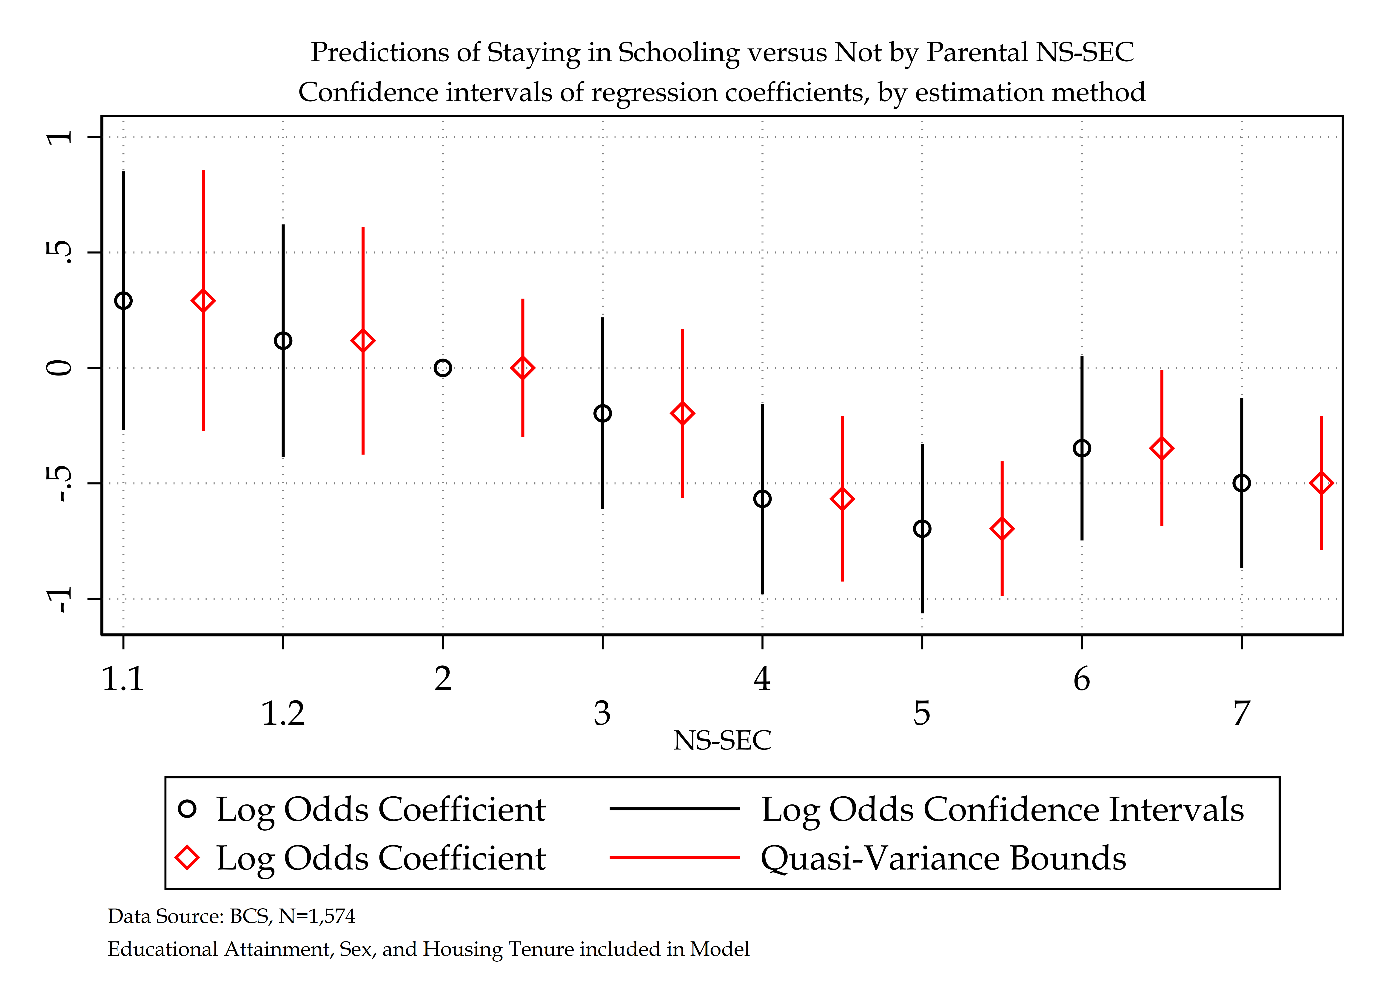 Predictions of Staying in Schooling versus Not by Parental NS-SEC
Confidence intervals of regression coefficients, by estimation method
1
.5
0
-.5
-1
1.1
1.2
2
3
4
5
6
7
NS-SEC
Log Odds Coefficient
Log Odds Confidence Intervals
Log Odds Coefficient
Quasi-Variance Bounds
Data Source: BCS, N=1,574
Educational Attainment, Sex, and Housing Tenure included in Model